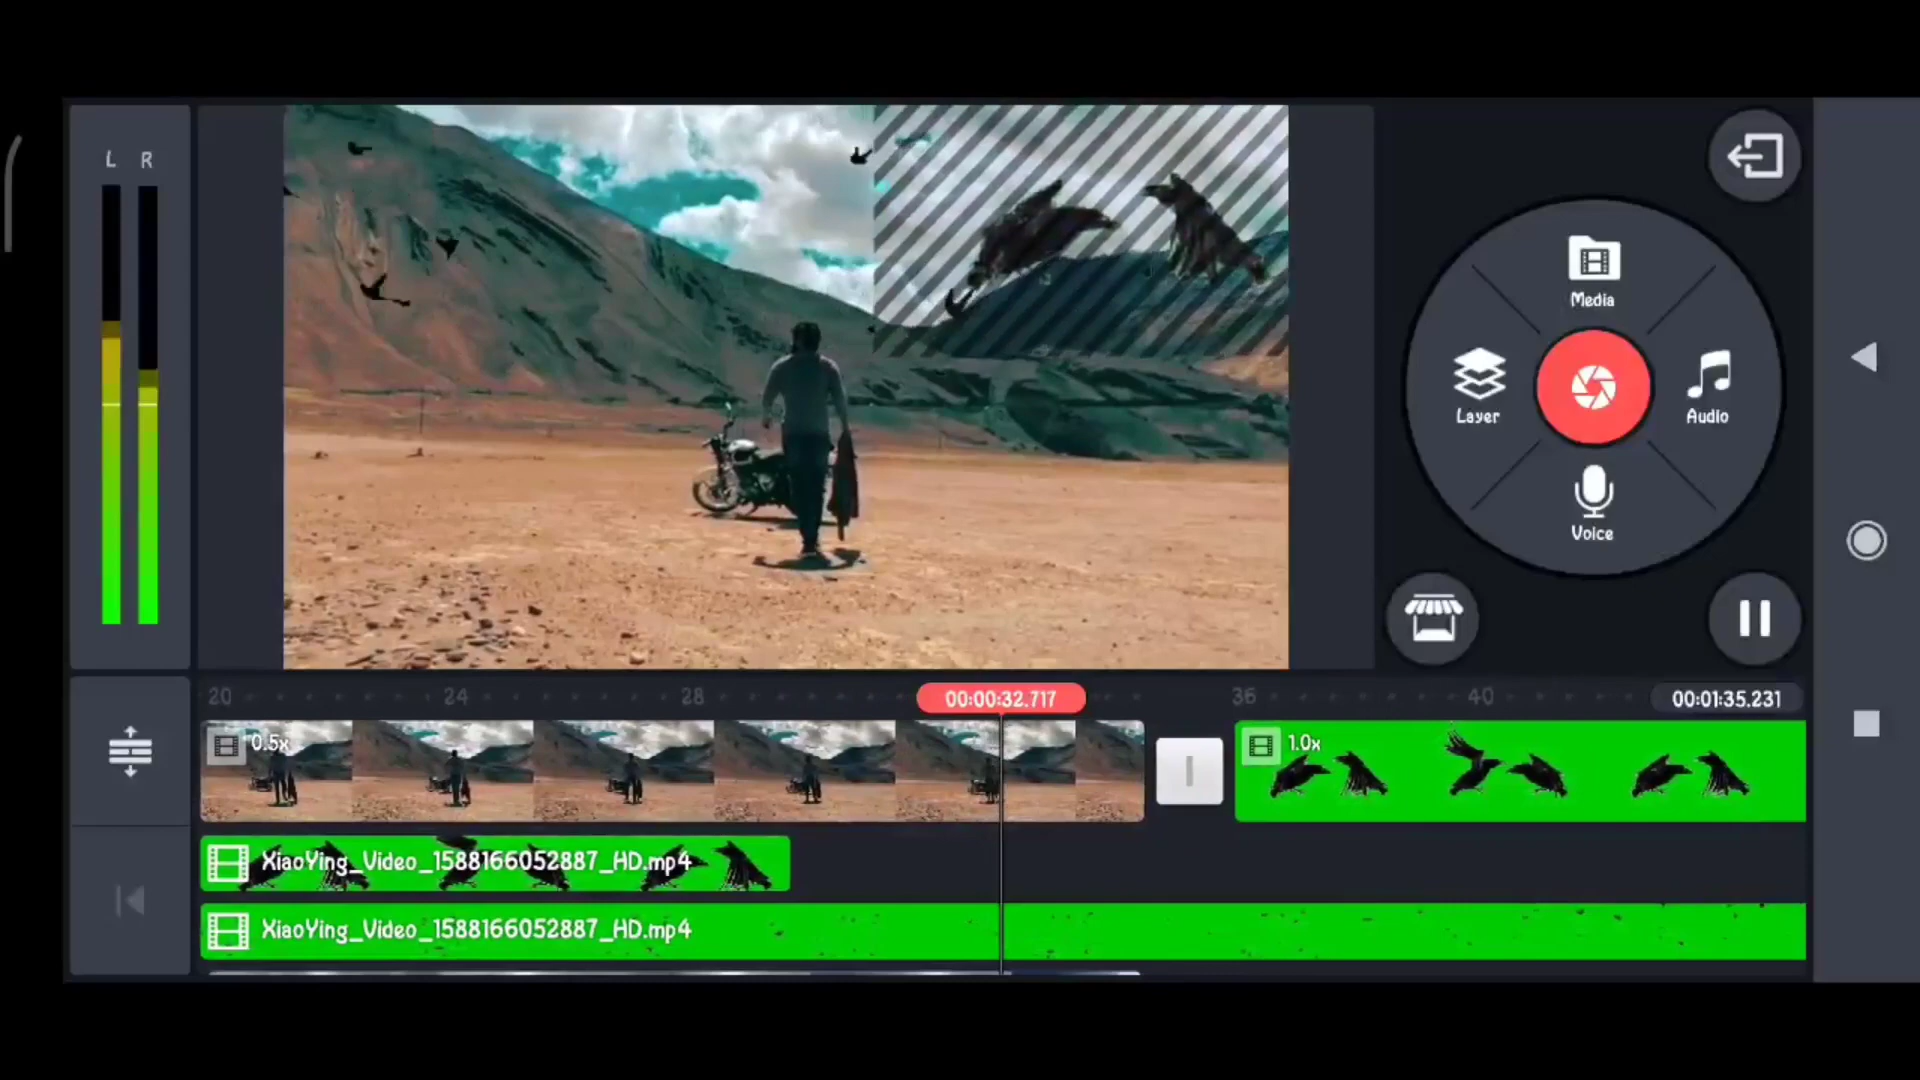 L R
Media
Layer
Audio
Voice
20 24 28 00:00:32.717 36 40 00:01:35.231
0.5x 1.0x
XiaoYing_Video_1588166052887_HD.mp4
XiaoYing_Video_1588166052887_HD.mp4